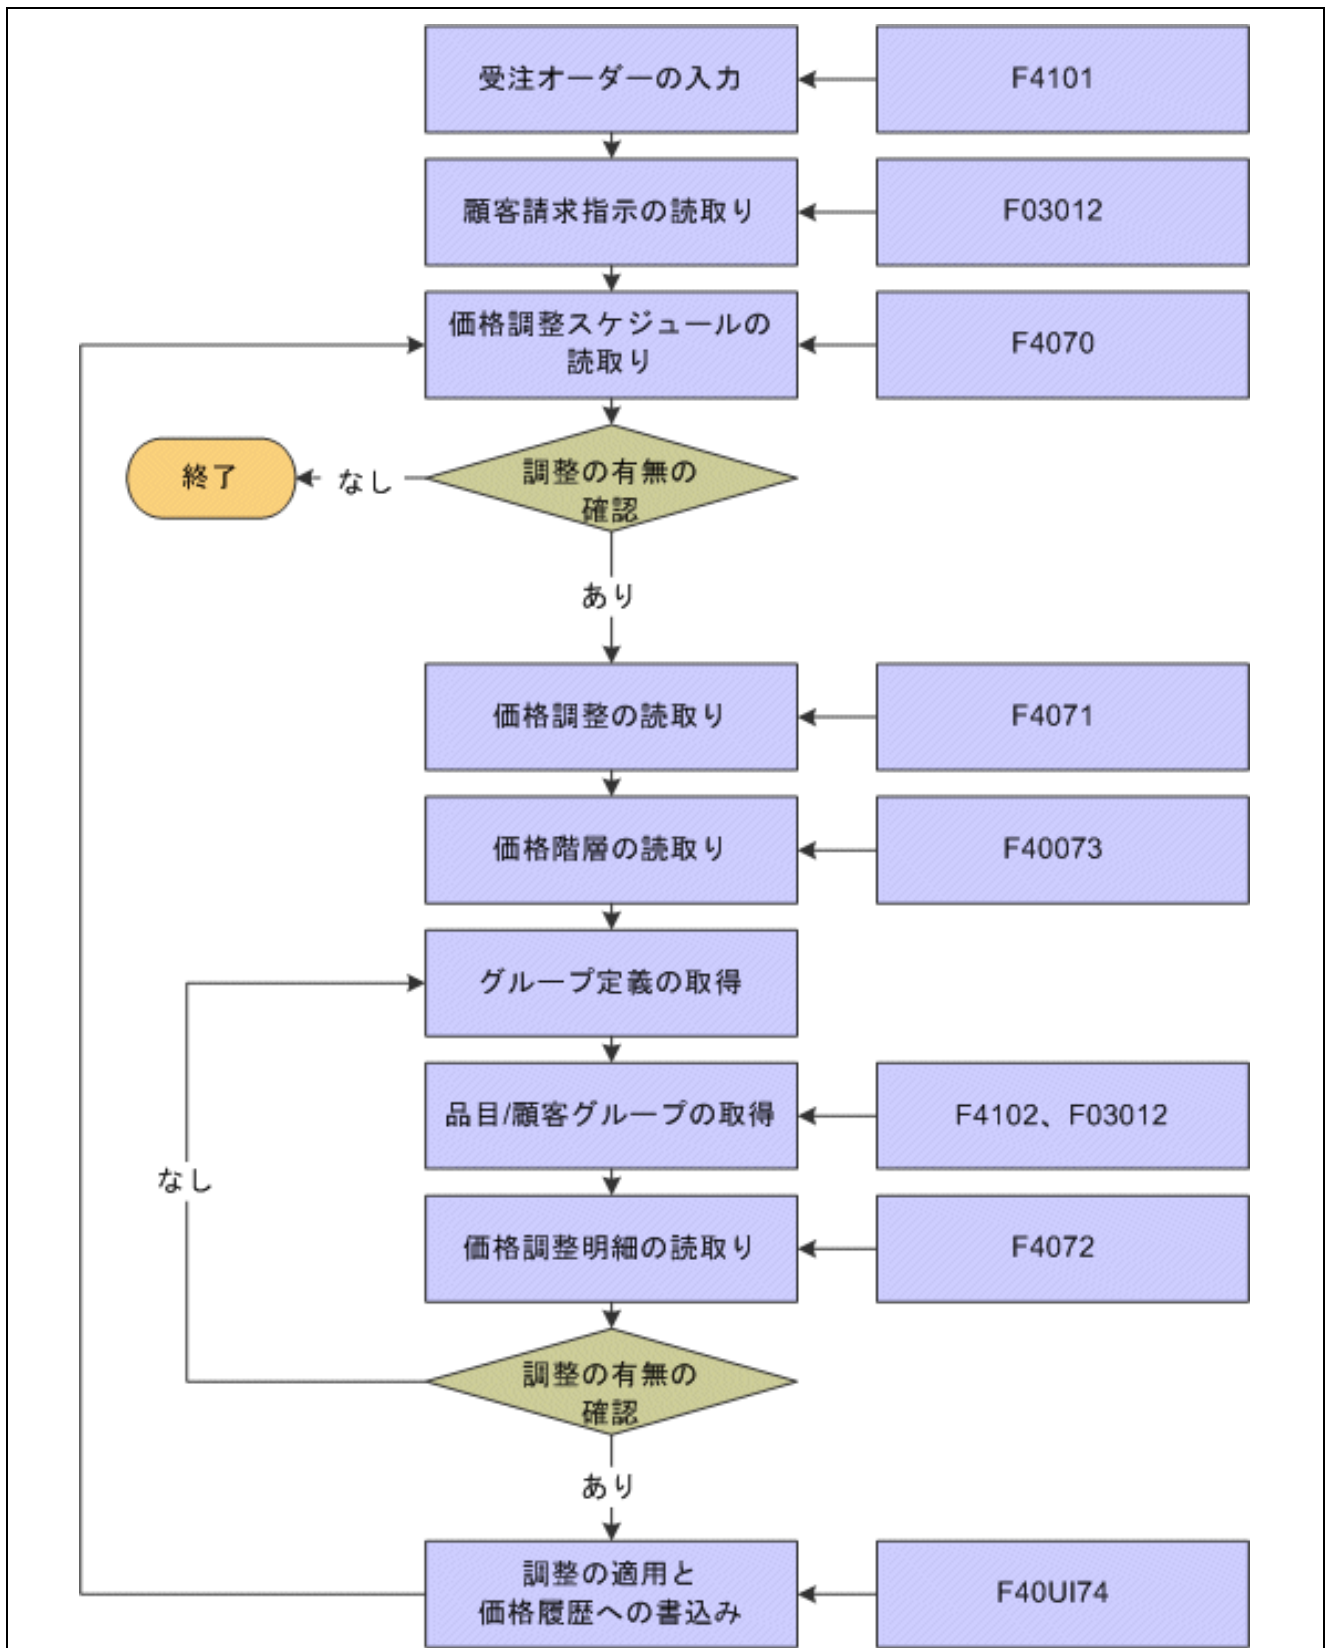 受注オーダーの入力
F4101
顧客請求指示の読取り
F03012
価格調整スケジュールの
読取り
F4070
調整の有無の
確認
なし
終了
あり
価格調整の読取り
F4071
価格階層の読取り
F40073
グループ定義の取得
品目/顧客グループの取得
F4102、F03012
なし
価格調整明細の読取り
F4072
調整の有無の
確認
あり
調整の適用と
価格履歴への書込み
F40UI74